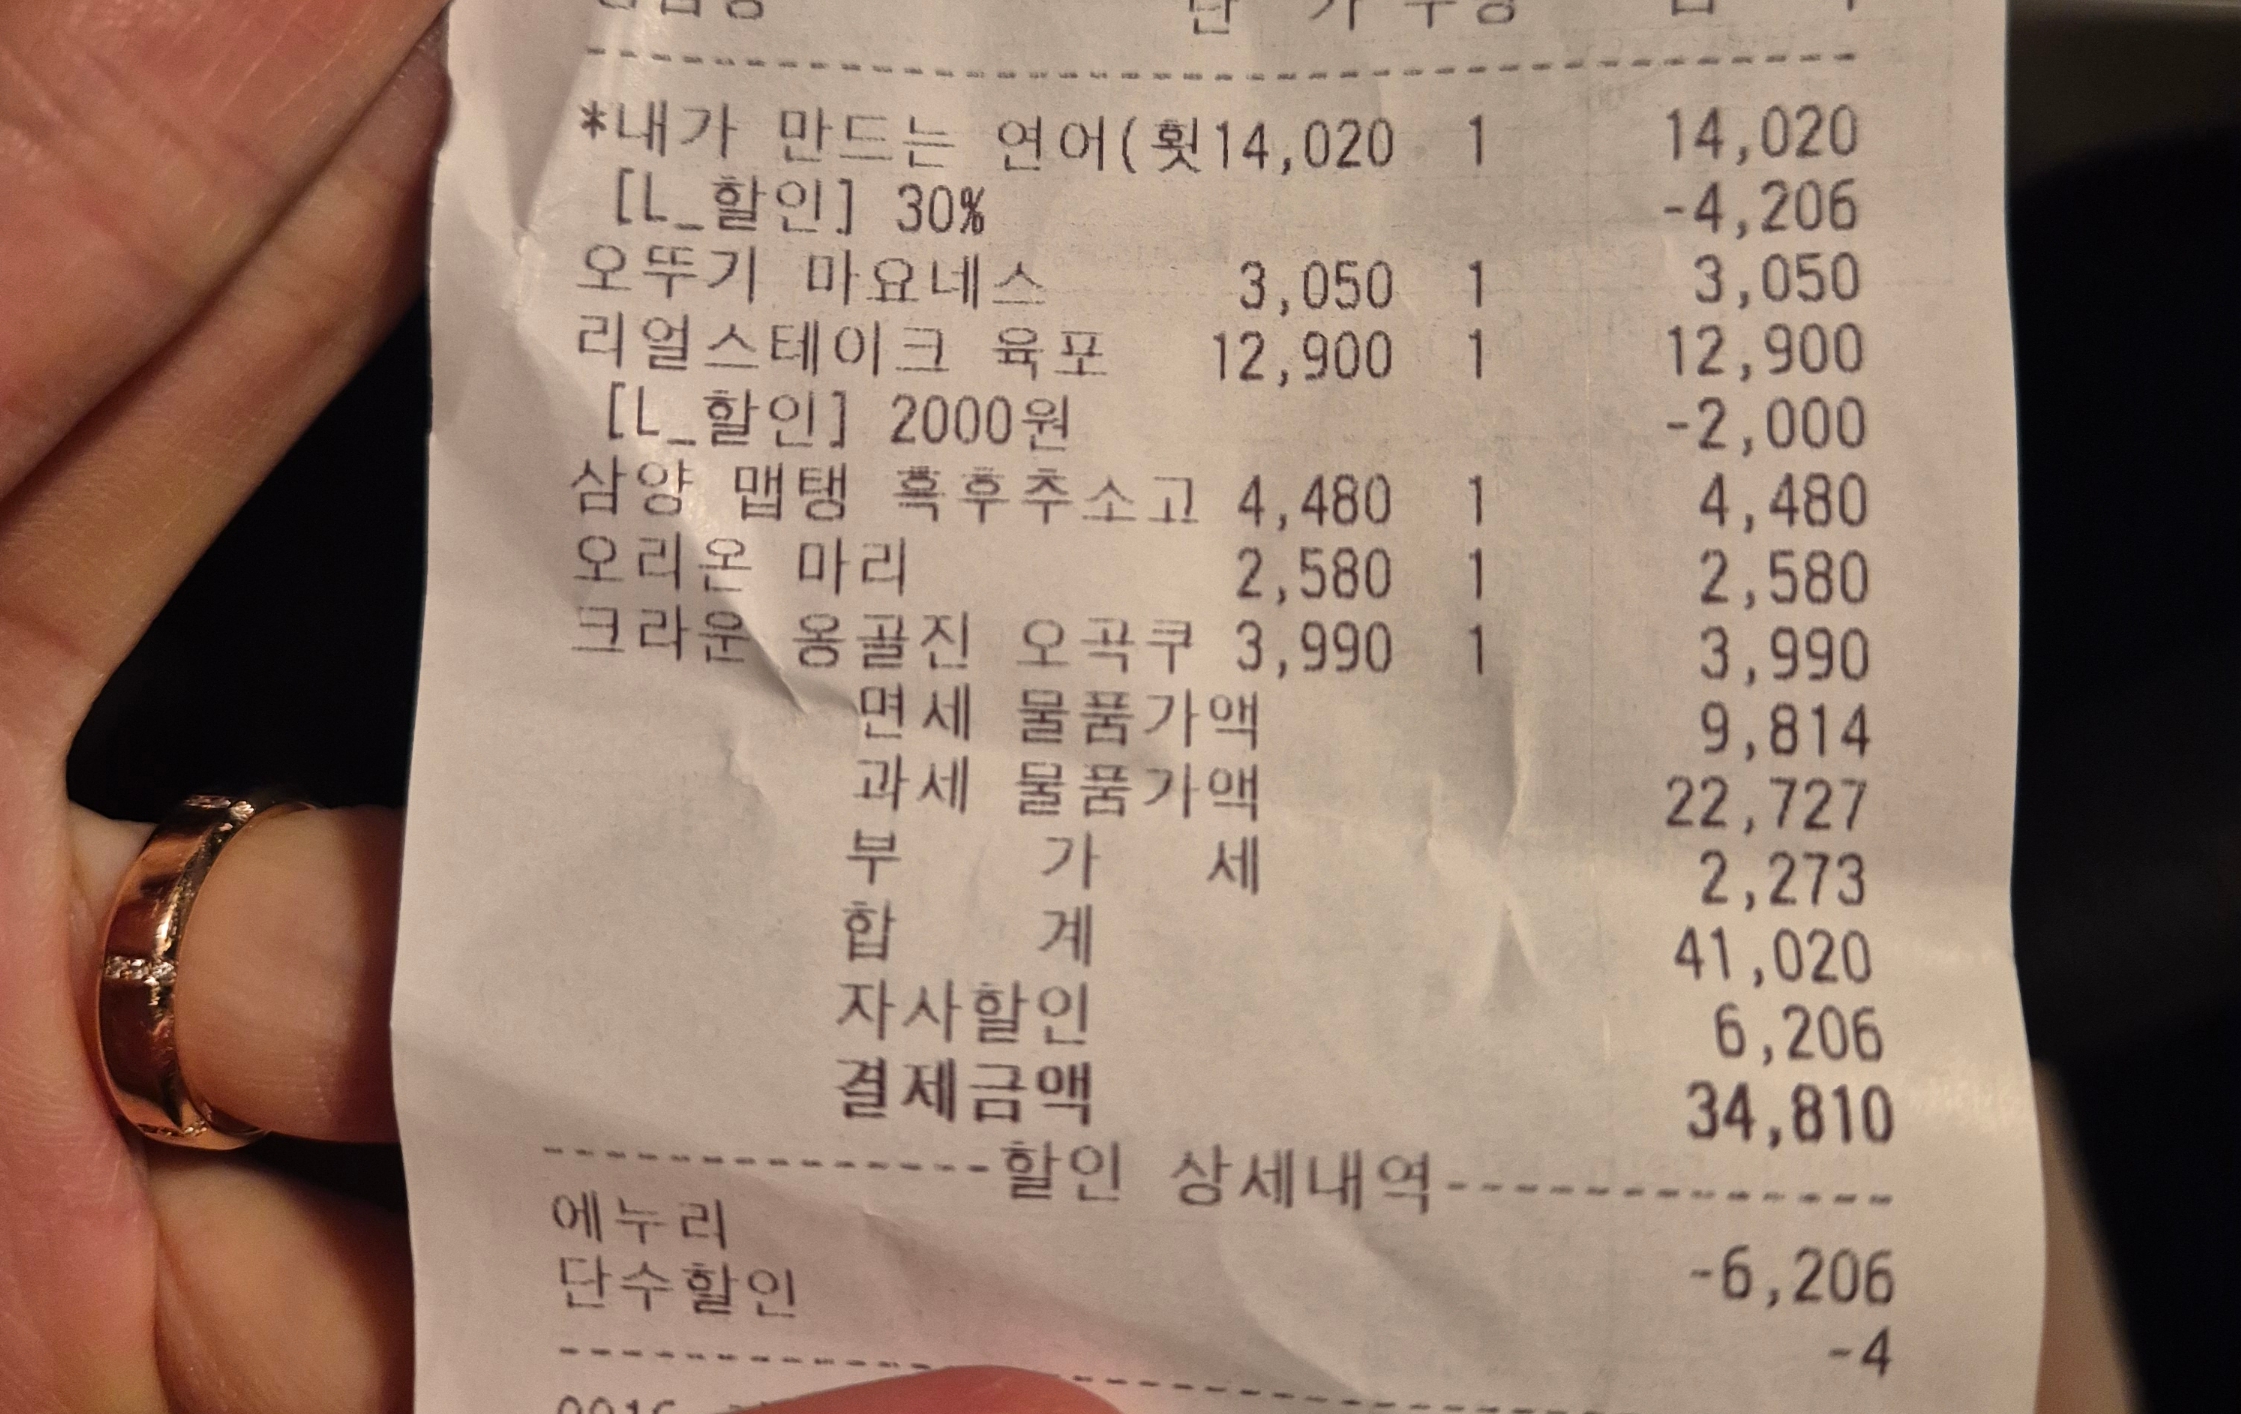 단 가 수량 금 액
*내가 만드는 연어(횟14,020 1 14,020
[L_할인] 30% -4,206
오뚜기 마요네스 3,050 1 3,050
리얼스테이크 육포 12,900 1 12,900
[L_할인] 2000원 -2,000
삼양 맵탱 흑후추소고 4,480 1 4,480
오리온 마리 2,580 1 2,580
크라운 옹골진 오곡쿠 3,990 1 3,990
면세 물품가액 9,814
과세 물품가액 22,727
부 가 세 2,273
합 계 41,020
자사할인 6,206
결제금액 34,810
------------할인 상세내역------------
에누리 -6,206
단수할인 -4